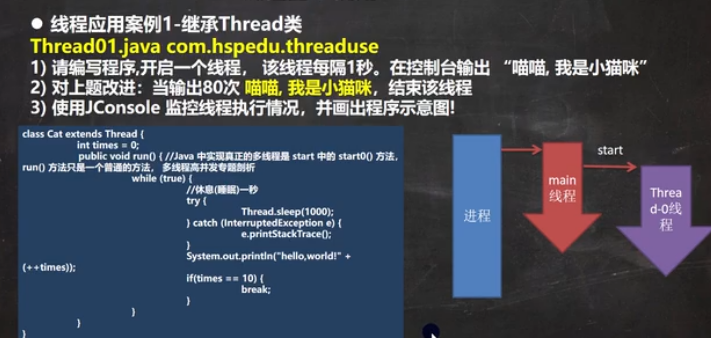 ● 线程应用案例1-继承Thread类
Thread01.java com.hspedu.threaduse
1) 请编写程序,开启一个线程， 该线程每隔1秒。在控制台输出 “喵喵, 我是小猫咪”
2) 对上题改进：当输出80次 喵喵, 我是小猫咪，结束该线程
3) 使用JConsole 监控线程执行情况，并画出程序示意图!
class Cat extends Thread {
int times = 0;
public void run() { //Java 中实现真正的多线程是 start 中的 start0() 方法,
run() 方法只是一个普通的方法， 多线程高并发专题剖析
while (true) {
//休息(睡眠)一秒
try {
Thread.sleep(1000);
} catch (InterruptedException e) {
e.printStackTrace();
}
System.out.println("hello,world!" +
(++times));
if(times == 10) {
break;
}
}
}
}
进程
main
线程
start
Threa
d-0线
程